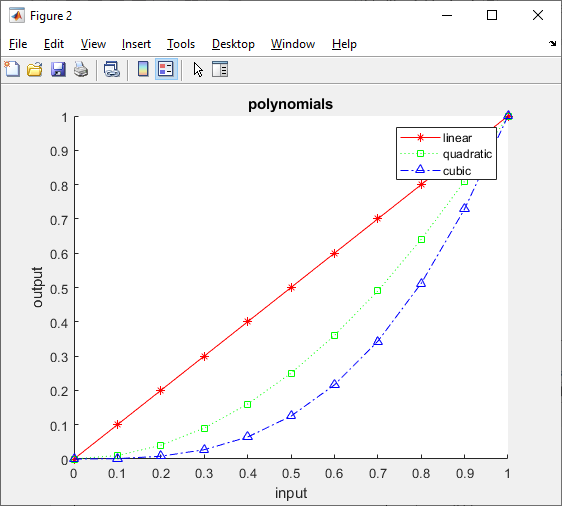 Figure 2
File Edit View Insert Tools Desktop Window Help
polynomials
linear
quadratic
cubic
output
1
0.9
0.8
0.7
0.6
0.5
0.4
0.3
0.2
0.1
0
0 0.1 0.2 0.3 0.4 0.5 0.6 0.7 0.8 0.9 1
input